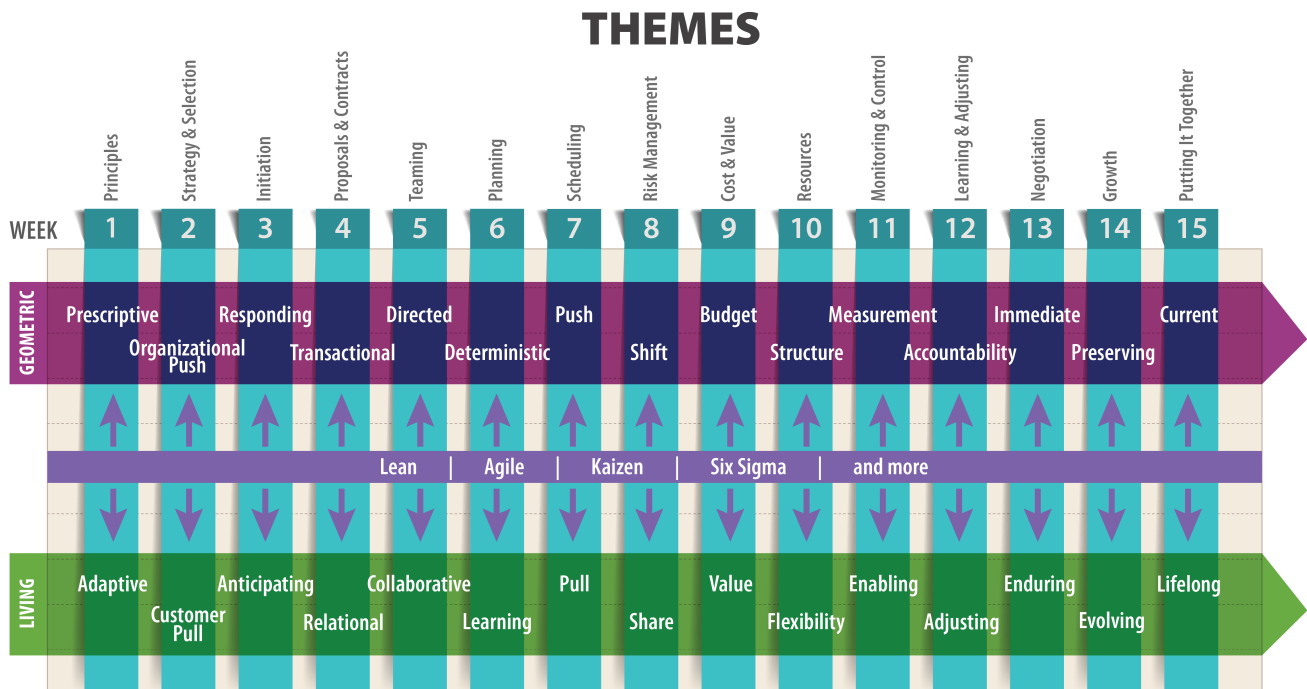 THEMES
Principles
Strategy & Selection
Initiation
Proposals & Contracts
Teaming
Planning
Scheduling
Risk Management
Cost & Value
Resources
Monitoring & Control
Learning & Adjusting
Negotiation
Growth
Putting It Together
WEEK 1 2 3 4 5 6 7 8 9 10 11 12 13 14 15
GEOMETRIC
Prescriptive Responding Directed Push Budget Measurement Immediate Current
Organizational
Push
Transactional Deterministic Shift Structure Accountability Preserving
Lean | Agile | Kaizen | Six Sigma | and more
LIVING
Adaptive Anticipating Collaborative Pull Value Enabling Enduring Lifelong
Customer
Pull
Relational Learning Share Flexibility Adjusting Evolving